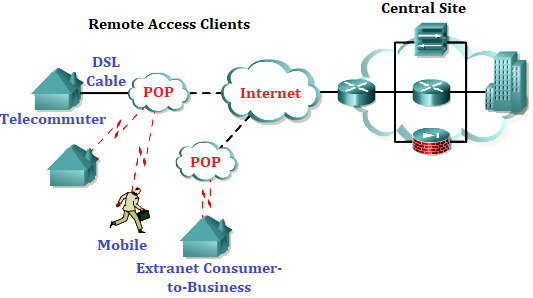 Central Site
Remote Access Clients
DSL
Cable
POP
Internet
Telecommuter
POP
Mobile
Extranet Consumer-
to-Business